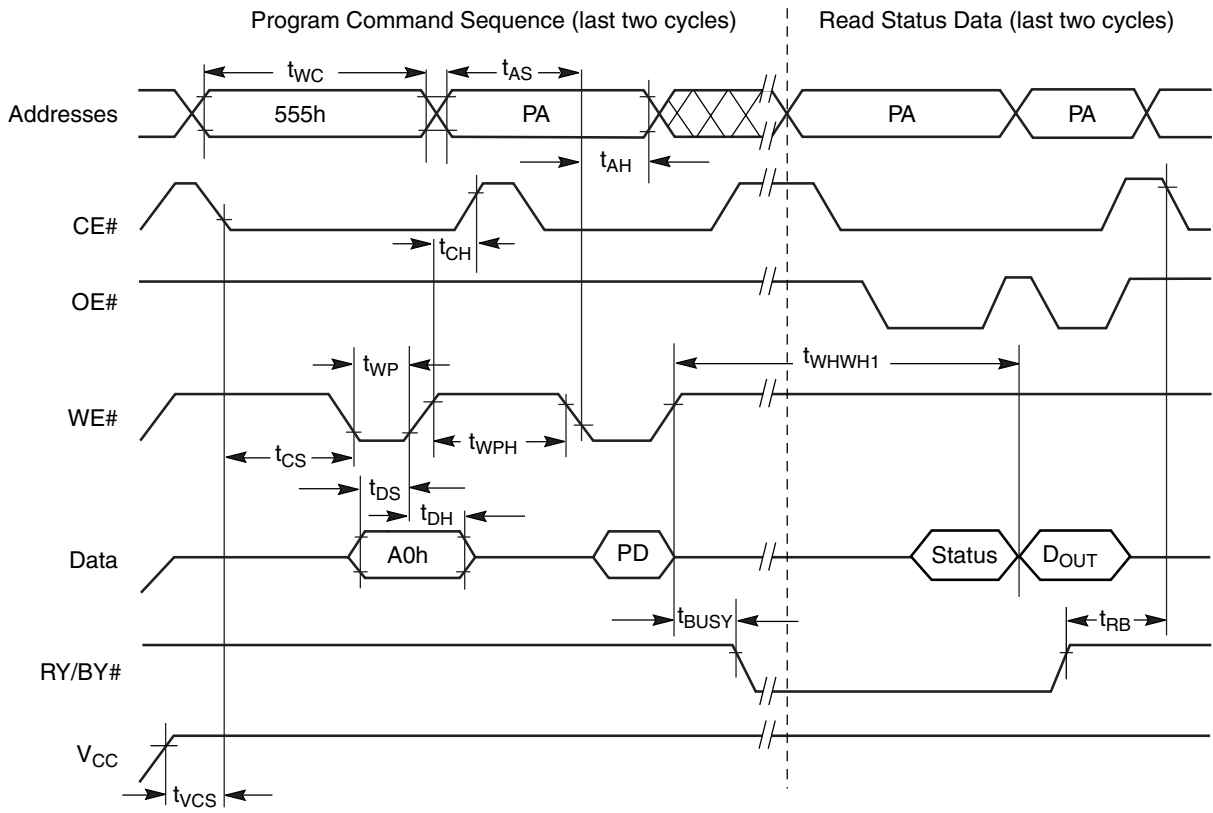 Program Command Sequence (last two cycles)
Read Status Data (last two cycles)
tWC
tAS
Addresses
555h
PA
PA
PA
tAH
CE#
tCH
OE#
tWP
tWHWH1
WE#
tCS
tWPH
tDS
tDH
Data
A0h
PD
Status
DOUT
tBUSY
tRB
RY/BY#
VCC
tVCS